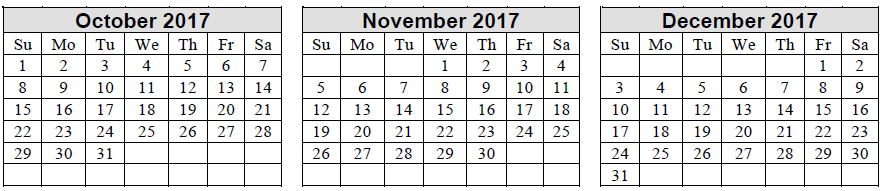 October 2017
Su Mo Tu We Th Fr Sa
1 2 3 4 5 6 7
8 9 10 11 12 13 14
15 16 17 18 19 20 21
22 23 24 25 26 27 28
29 30 31
November 2017
Su Mo Tu We Th Fr Sa
1 2 3 4
5 6 7 8 9 10 11
12 13 14 15 16 17 18
19 20 21 22 23 24 25
26 27 28 29 30
December 2017
Su Mo Tu We Th Fr Sa
1 2
3 4 5 6 7 8 9
10 11 12 13 14 15 16
17 18 19 20 21 22 23
24 25 26 27 28 29 30
31